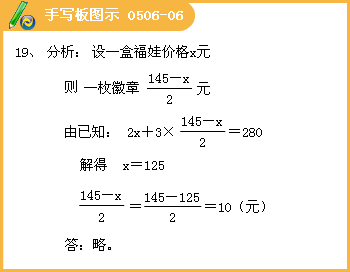 手写板图示 0506-06
19、 分析： 设一盒福娃价格x元
则 一枚徽章 (145－x)/2 元
由已知： 2x＋3×(145－x)/2＝280
解得 x＝125
(145－x)/2＝(145－125)/2＝10（元）
答：略。